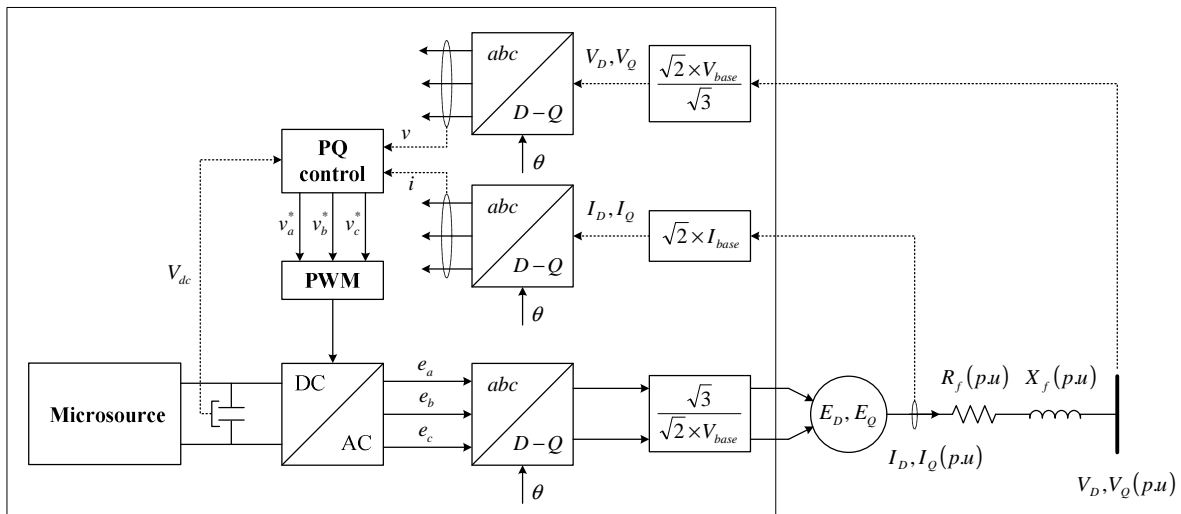 abc
D-Q
V_D, V_Q
√2 × V_base
√3
v
θ
PQ
control
i
abc
D-Q
I_D, I_Q
√2 × I_base
v_a^* v_b^* v_c^*
V_dc
PWM
θ
Microsource
DC
AC
e_a
e_b
e_c
abc
D-Q
√3
√2 × V_base
E_D, E_Q
R_f(p.u) X_f(p.u)
I_D, I_Q(p.u)
V_D, V_Q(p.u)
θ